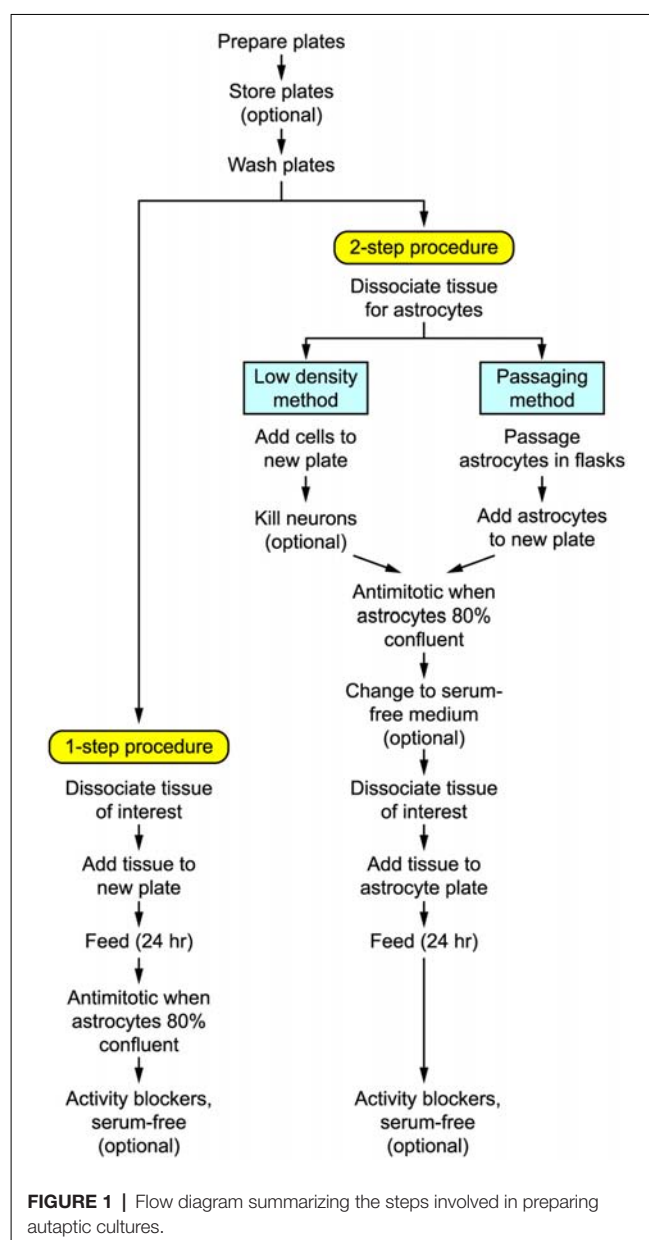 Prepare plates
Store plates
(optional)
Wash plates
2-step procedure
Dissociate tissue
for astrocytes
Low density
method
Passaging
method
Add cells to
new plate
Passage
astrocytes in flasks
Kill neurons
(optional)
Add astrocytes
to new plate
Antimitotic when
astrocytes 80%
confluent
Change to serum-
free medium
(optional)
1-step procedure
Dissociate tissue
of interest
Dissociate tissue
of interest
Add tissue to
new plate
Add tissue to
astrocyte plate
Feed (24 hr)
Feed (24 hr)
Antimitotic when
astrocytes 80%
confluent
Activity blockers,
serum-free
(optional)
Activity blockers,
serum-free
(optional)
FIGURE 1 | Flow diagram summarizing the steps involved in preparing
autaptic cultures.